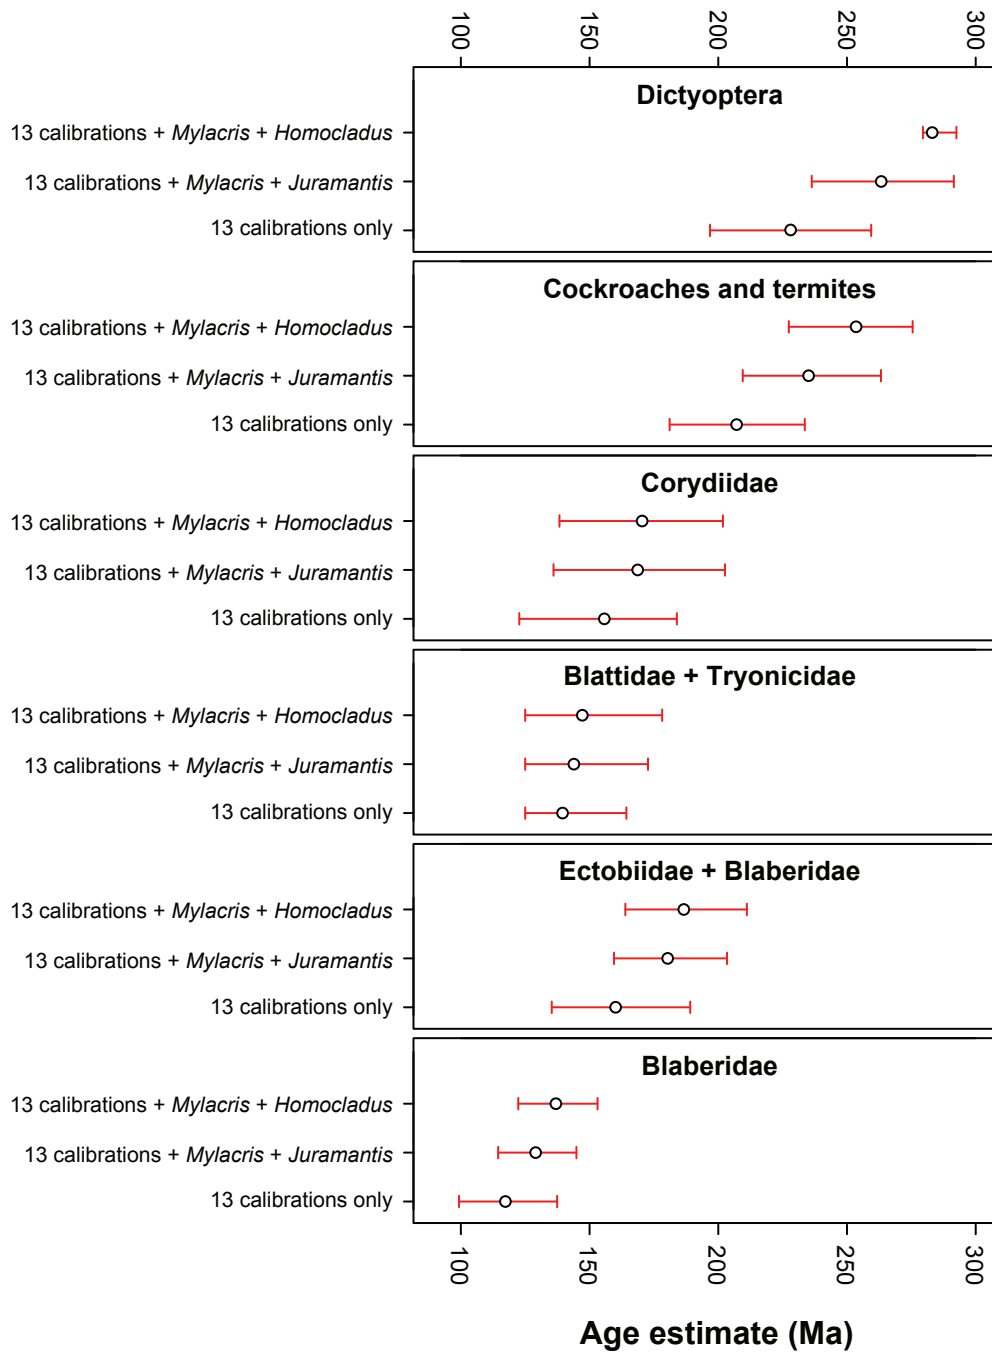 100 150 200 250 300
Dictyoptera
13 calibrations + Mylacris + Homocladus
13 calibrations + Mylacris + Juramantis
13 calibrations only
Cockroaches and termites
13 calibrations + Mylacris + Homocladus
13 calibrations + Mylacris + Juramantis
13 calibrations only
Corydiidae
13 calibrations + Mylacris + Homocladus
13 calibrations + Mylacris + Juramantis
13 calibrations only
Blattidae + Tryonicidae
13 calibrations + Mylacris + Homocladus
13 calibrations + Mylacris + Juramantis
13 calibrations only
Ectobiidae + Blaberidae
13 calibrations + Mylacris + Homocladus
13 calibrations + Mylacris + Juramantis
13 calibrations only
Blaberidae
13 calibrations + Mylacris + Homocladus
13 calibrations + Mylacris + Juramantis
13 calibrations only
100 150 200 250 300
Age estimate (Ma)